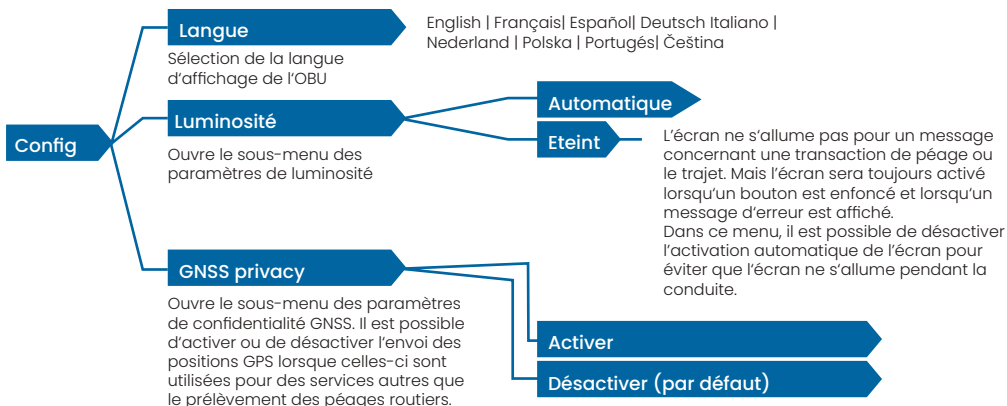 Config
Langue
Sélection de la langue
d'affichage de l'OBU
English | Français| Español| Deutsch Italiano |
Nederland | Polska | Portugés| Čeština
Luminosité
Ouvre le sous-menu des
paramètres de luminosité
Automatique
Eteint
L'écran ne s'allume pas pour un message
concernant une transaction de péage ou
le trajet. Mais l'écran sera toujours activé
lorsqu'un bouton est enfoncé et lorsqu'un
message d'erreur est affiché.
Dans ce menu, il est possible de désactiver
l'activation automatique de l'écran pour
éviter que l'écran ne s'allume pendant la
conduite.
GNSS privacy
Ouvre le sous-menu des paramètres
de confidentialité GNSS. Il est possible
d'activer ou de désactiver l'envoi des
positions GPS lorsque celles-ci sont
utilisées pour des services autres que
le prélèvement des péages routiers.
Activer
Désactiver (par défaut)